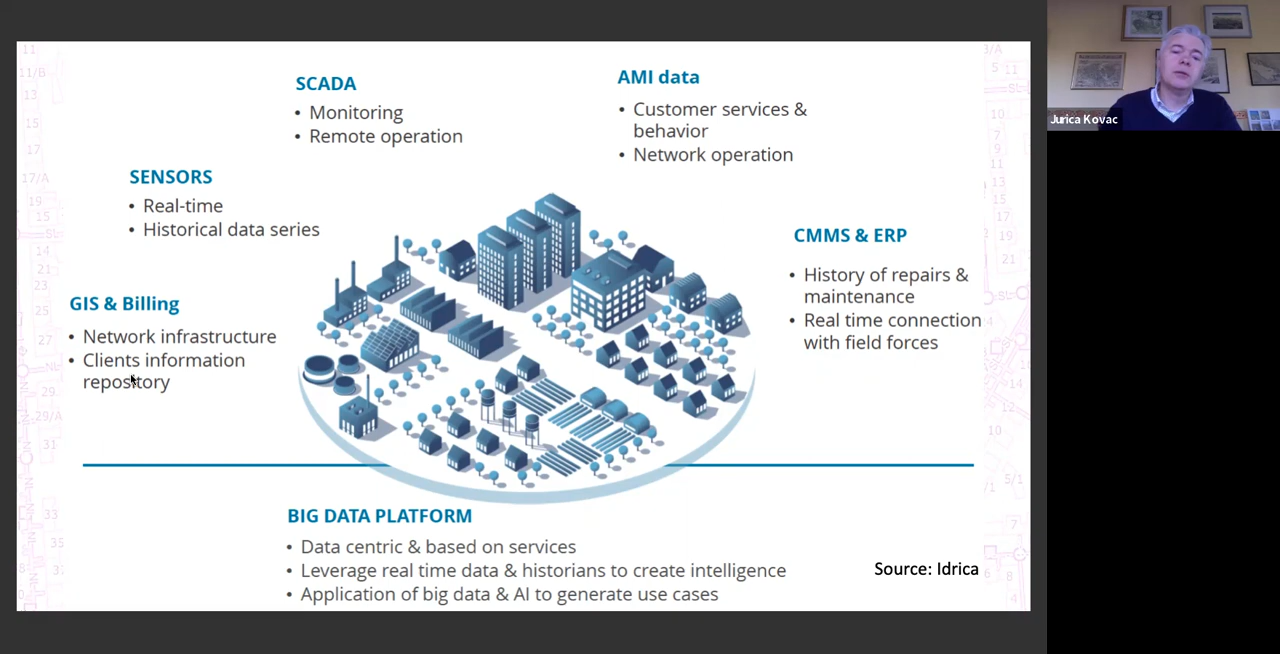 SCADA
• Monitoring
• Remote operation
AMI data
• Customer services &
behavior
• Network operation
SENSORS
• Real-time
• Historical data series
CMMS & ERP
• History of repairs &
maintenance
• Real time connection
with field forces
GIS & Billing
• Network infrastructure
• Clients information
repository
BIG DATA PLATFORM
• Data centric & based on services
• Leverage real time data & historians to create intelligence
• Application of big data & AI to generate use cases
Source: Idrica
Jurica Kovac